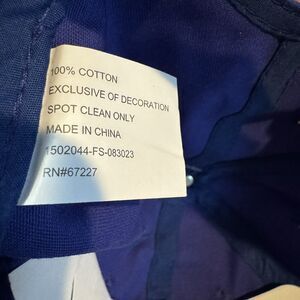 100% COTTON
EXCLUSIVE OF DECORATION
SPOT CLEAN ONLY
MADE IN CHINA
1502044-FS-083023
RN#67227